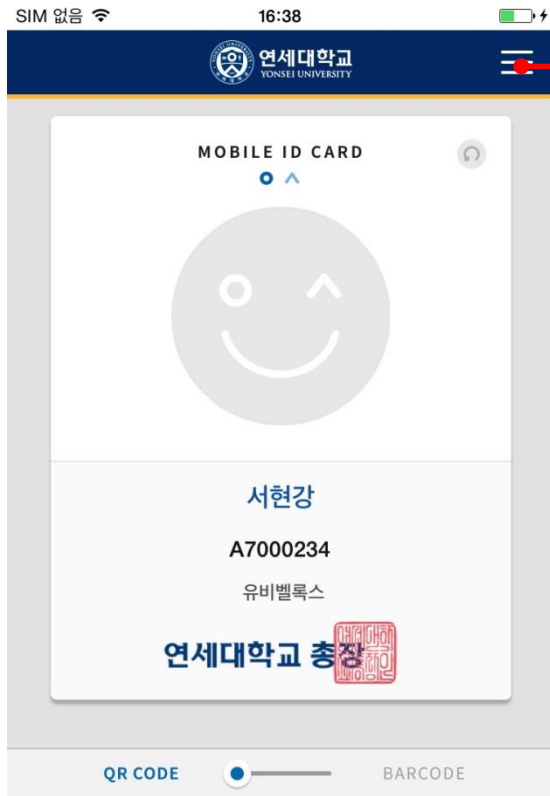 SIM 없음 16:38
연세대학교
YONSEI UNIVERSITY
MOBILE ID CARD
서현강
A7000234
유비벨록스
연세대학교 총장
QR CODE BARCODE